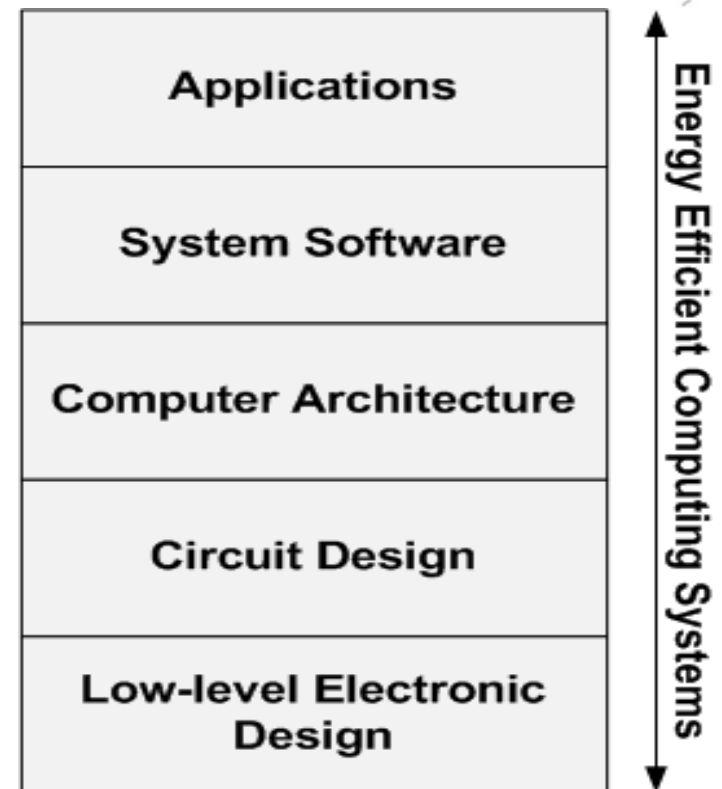 Applications
System Software
Computer Architecture
Circuit Design
Low-level Electronic
Design
Energy Efficient Computing Systems